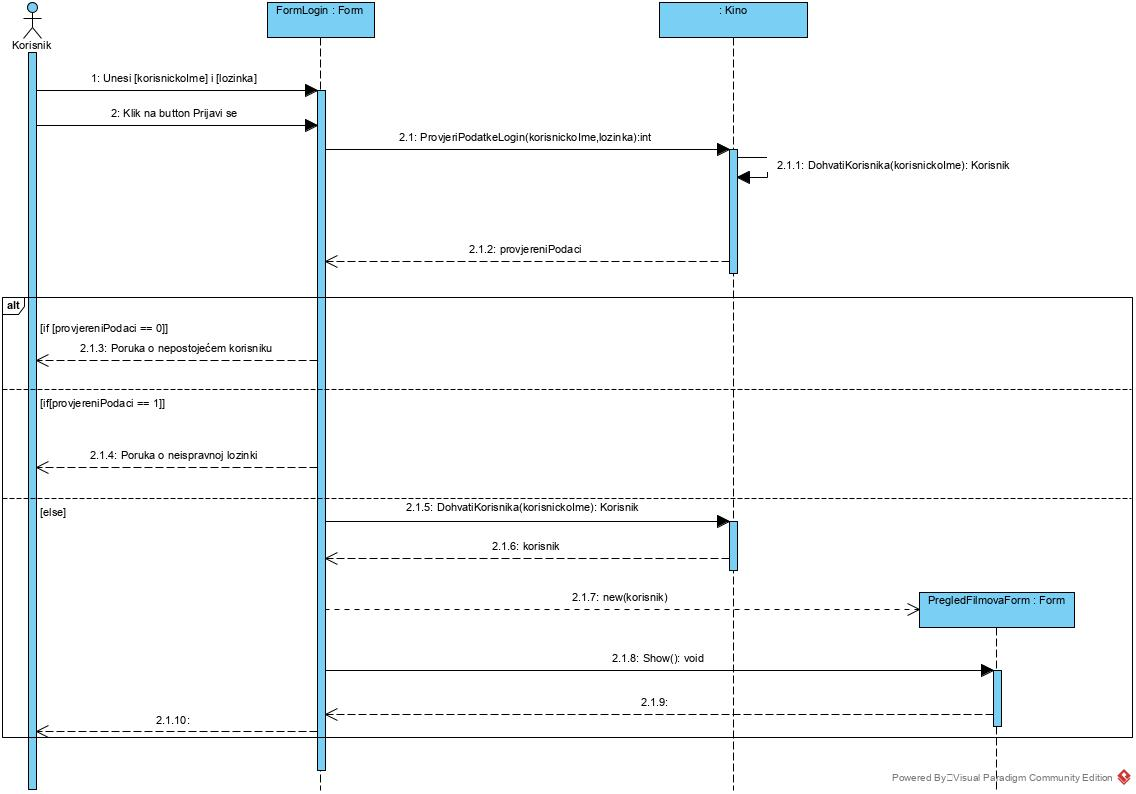 FormLogin : Form
: Kino
Korisnik
1: Unesi [korisnickoIme] i [lozinka]
2: Klik na button Prijavi se
2.1: ProvjeriPodatkeLogin(korisnickoIme,lozinka):int
2.1.1: DohvatiKorisnika(korisnickoIme): Korisnik
2.1.2: provjereniPodaci
alt
[if [provjereniPodaci == 0]]
2.1.3: Poruka o nepostojećem korisniku
[if[provjereniPodaci == 1]]
2.1.4: Poruka o neispravnoj lozinki
[else]
2.1.5: DohvatiKorisnika(korisnickoIme): Korisnik
2.1.6: korisnik
2.1.7: new(korisnik)
PregledFilmovaForm : Form
2.1.8: Show(): void
2.1.9:
2.1.10:
Powered By Visual Paradigm Community Edition